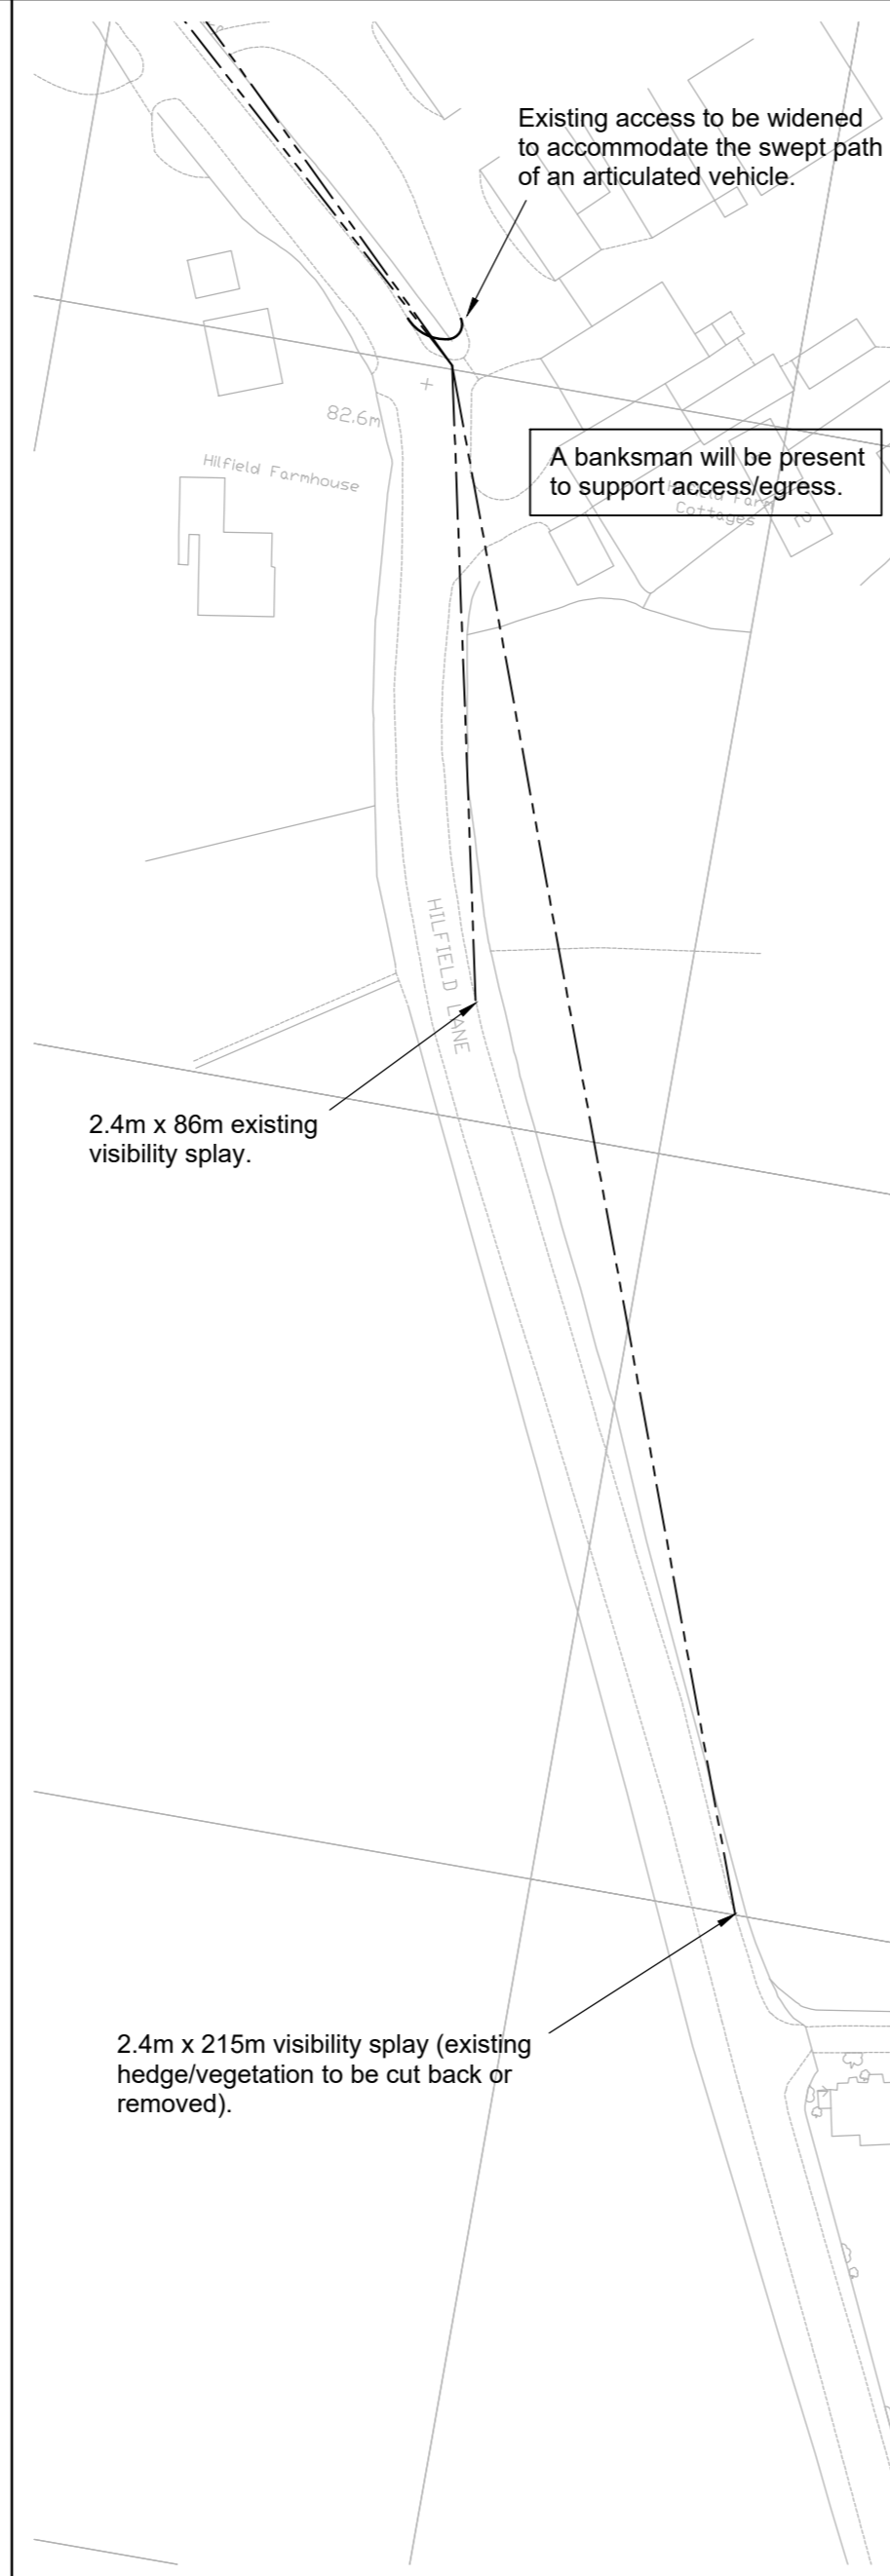 Existing access to be widened
to accommodate the swept path
of an articulated vehicle.
82.6m
Hilfield Farmhouse
A banksman will be present
to support access/egress.
Farm
Cottages
2
HILFIELD LANE
2.4m x 86m existing
visibility splay.
2.4m x 215m visibility splay (existing
hedge/vegetation to be cut back or
removed).